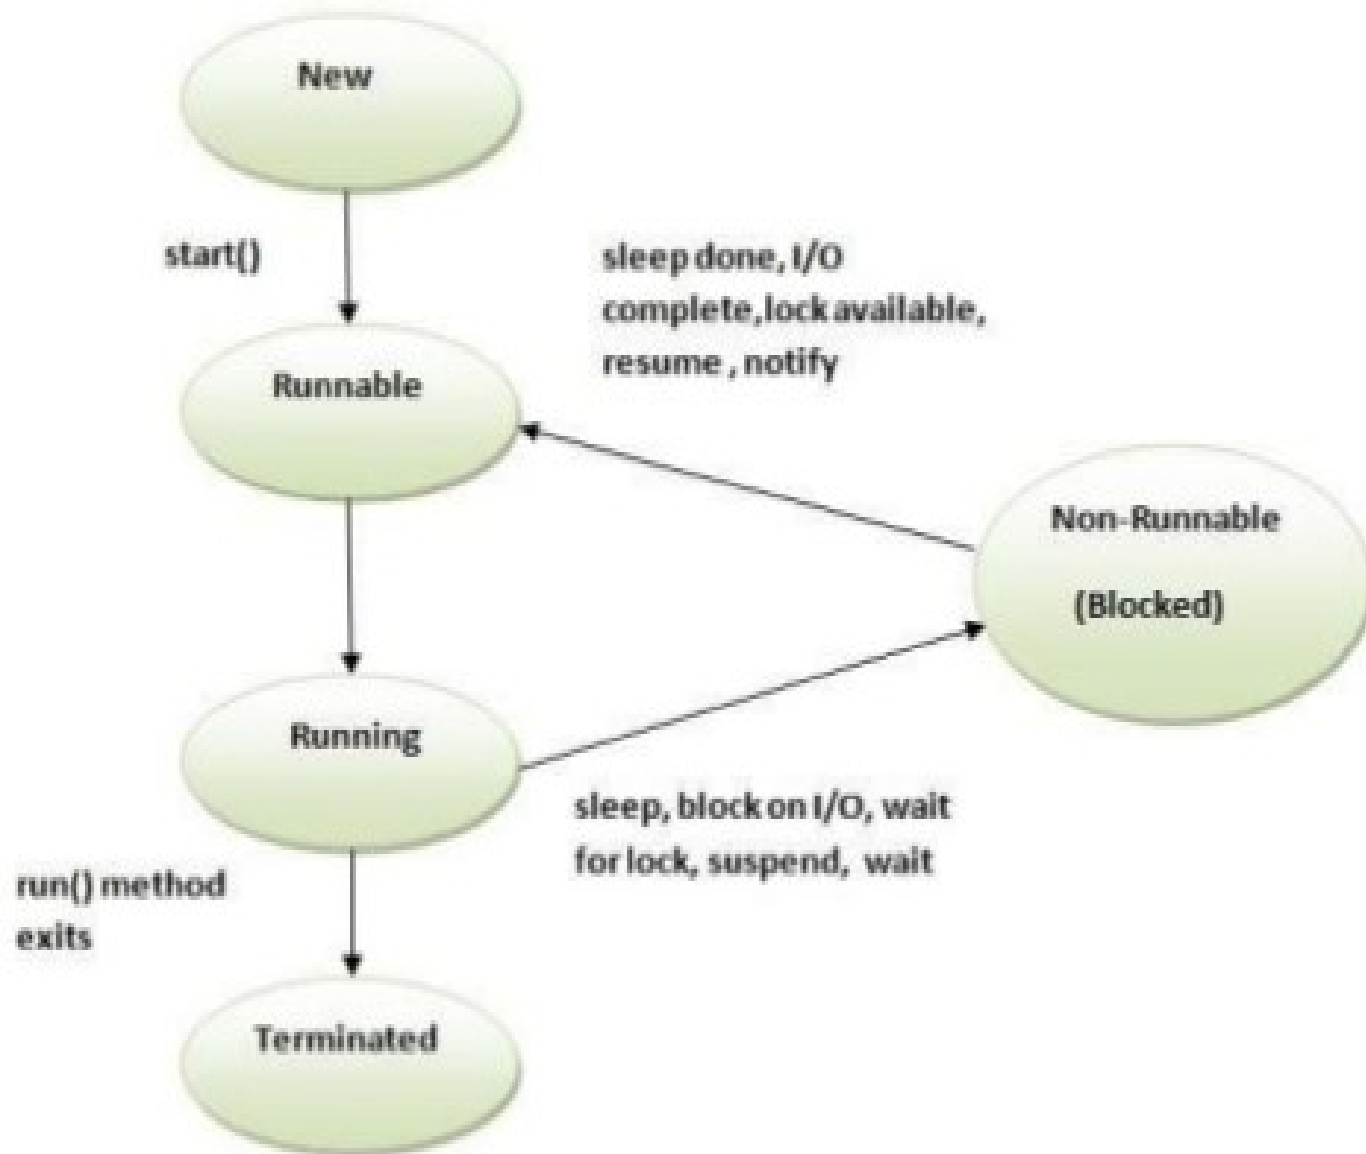 New
start()
sleep done, I/O
complete,lock available,
resume , notify
Runnable
Non-Runnable
(Blocked)
Running
sleep, block on I/O, wait
for lock, suspend, wait
run() method
exits
Terminated